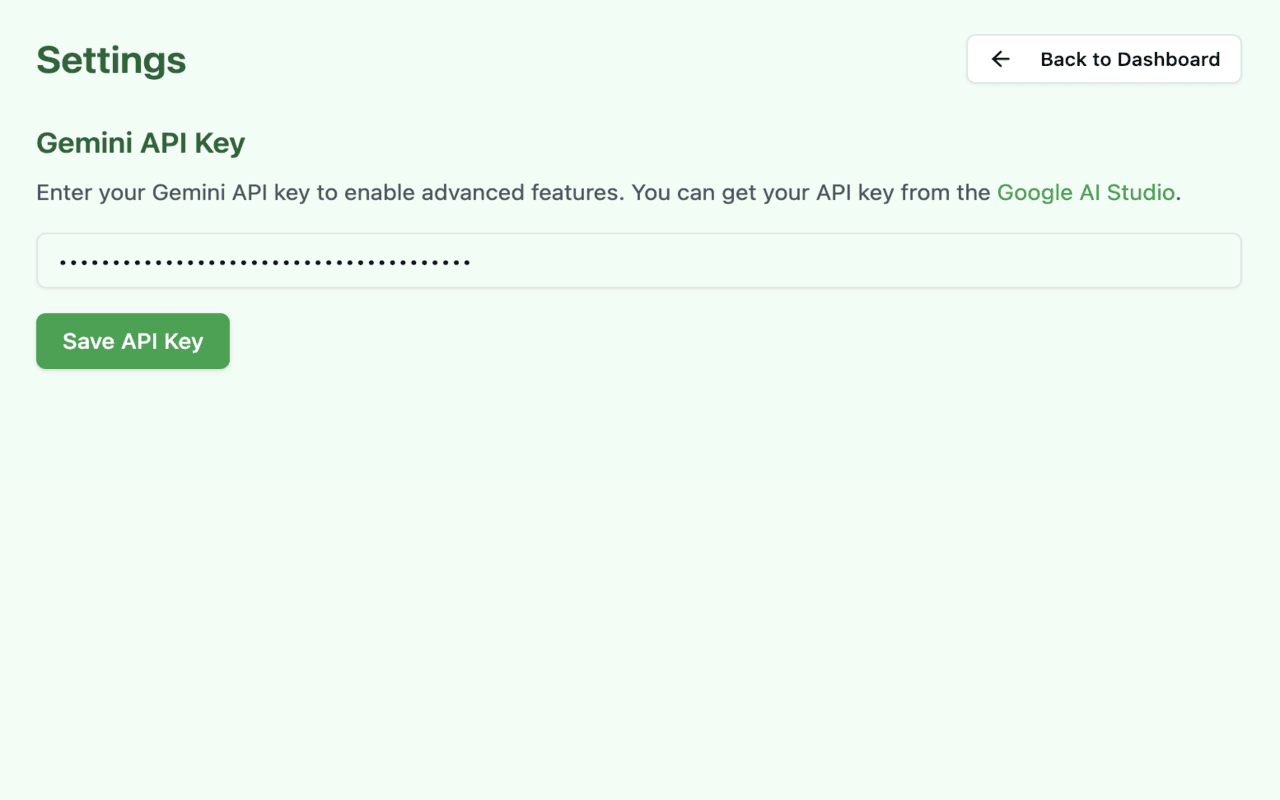 Settings
Back to Dashboard
Gemini API Key
Enter your Gemini API key to enable advanced features. You can get your API key from the Google AI Studio.
•••••••••••••••••••••••••••••••••••••••
Save API Key